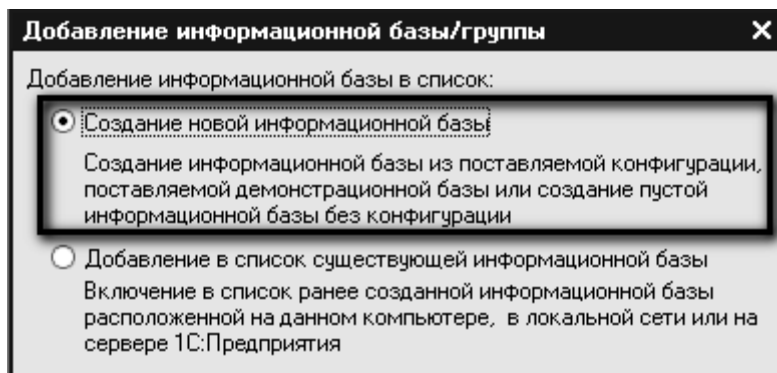 Добавление информационной базы/группы
Добавление информационной базы в список:
Создание новой информационной базы
Создание информационной базы из поставляемой конфигурации,
поставляемой демонстрационной базы или создание пустой
информационной базы без конфигурации
Добавление в список существующей информационной базы
Включение в список ранее созданной информационной базы
расположенной на данном компьютере, в локальной сети или на
сервере 1С:Предприятия